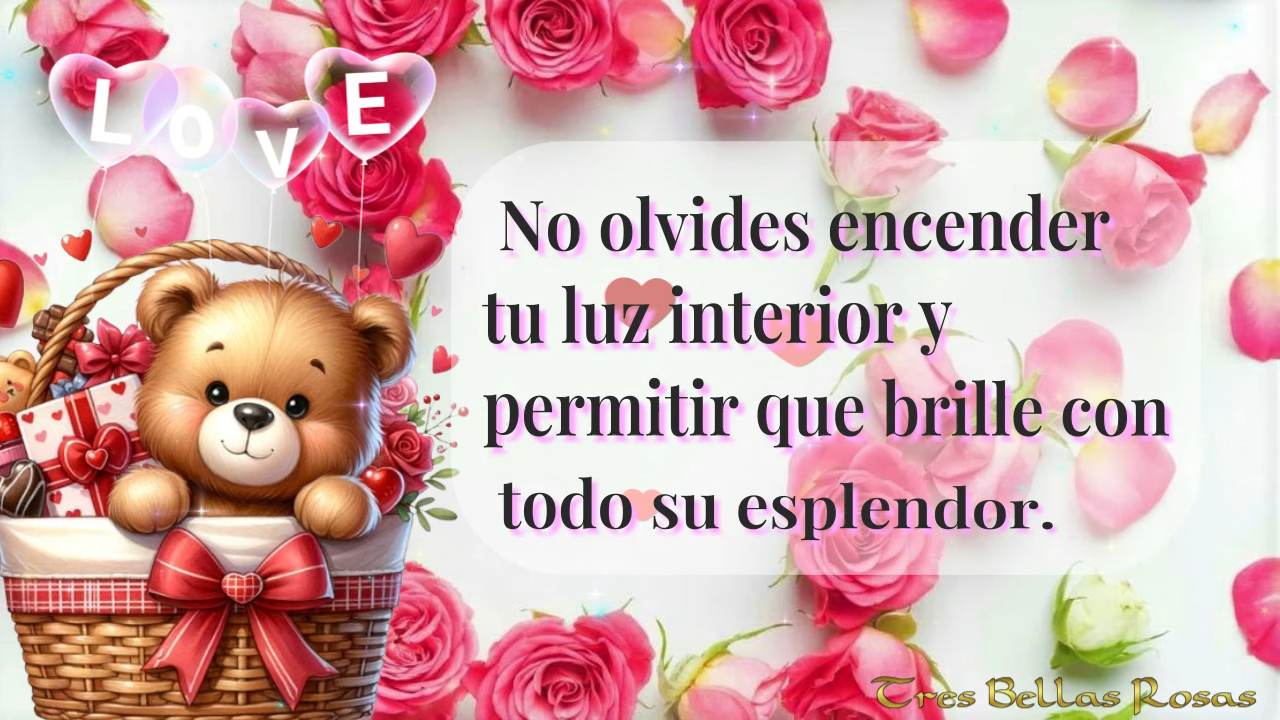 LOVE
No olvides encender
tu luz interior y
permitir que brille con
todo su esplendor.
Tres Bellas Rosas